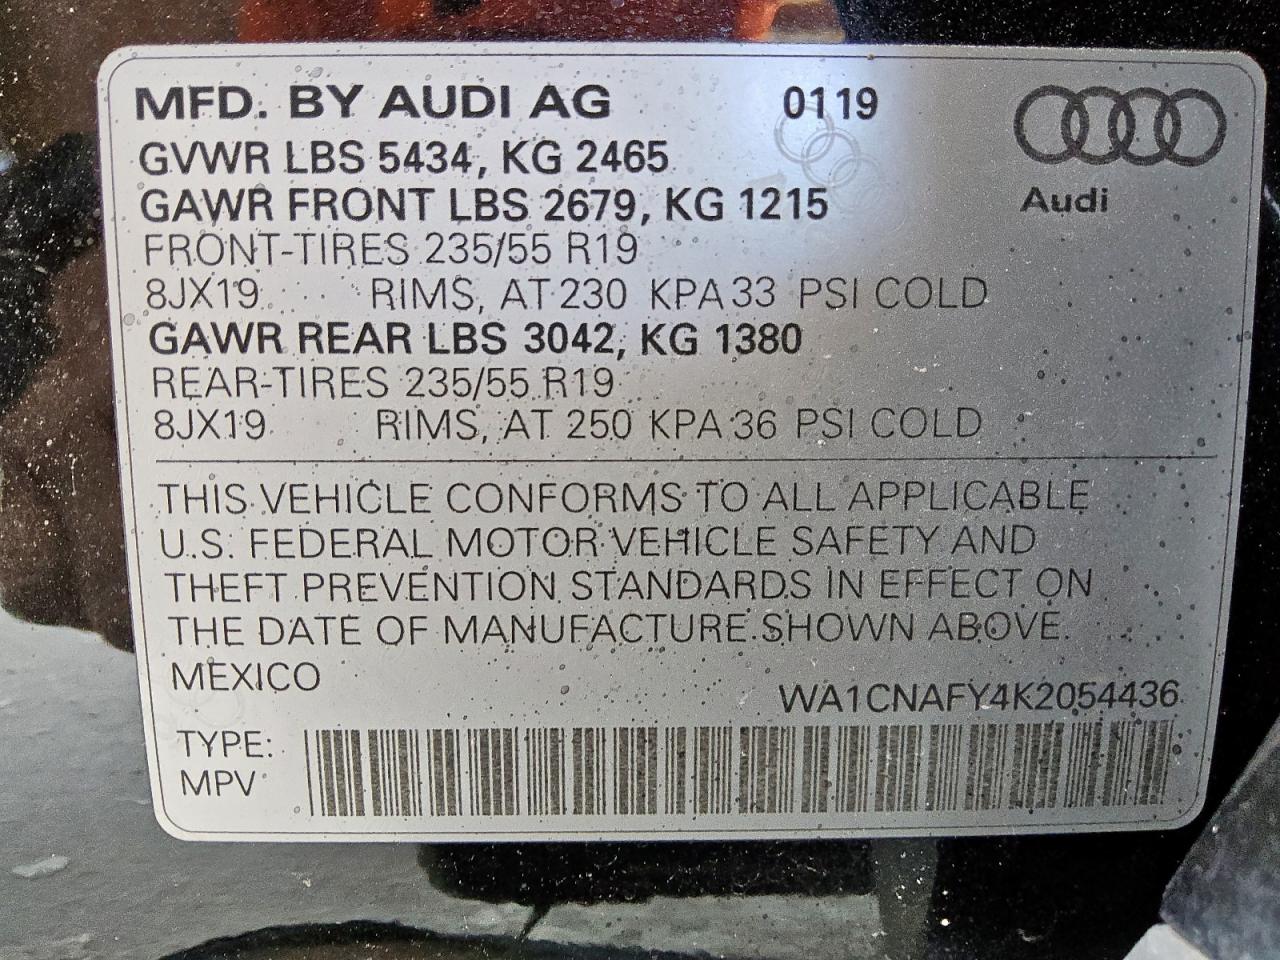 MFD. BY AUDI AG 0119
GVWR LBS 5434, KG 2465
GAWR FRONT LBS 2679, KG 1215
Audi
FRONT-TIRES 235/55 R19
8JX19 RIMS, AT 230 KPA 33 PSI COLD
GAWR REAR LBS 3042, KG 1380
REAR-TIRES 235/55 R19
8JX19 RIMS, AT 250 KPA 36 PSI COLD
THIS VEHICLE CONFORMS TO ALL APPLICABLE
U.S. FEDERAL MOTOR VEHICLE SAFETY AND
THEFT PREVENTION STANDARDS IN EFFECT ON
THE DATE OF MANUFACTURE SHOWN ABOVE.
MEXICO
WA1CNAFY4K2054436
TYPE:
MPV